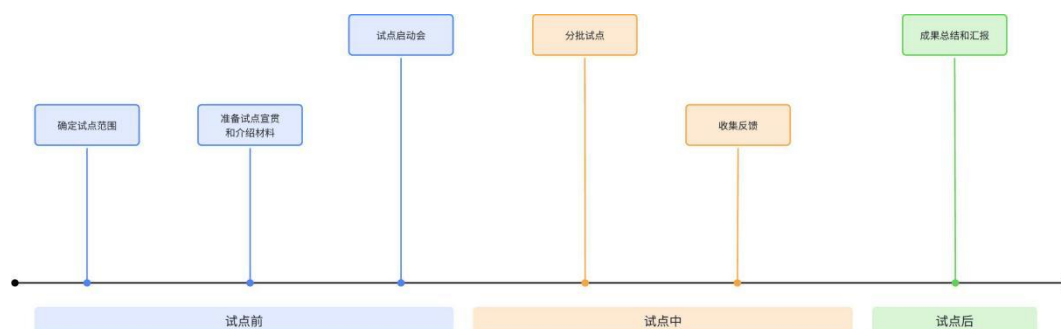 试点启动会
分批试点
成果总结和汇报
确定试点范围
准备试点宣贯
和介绍材料
收集反馈
试点前
试点中
试点后